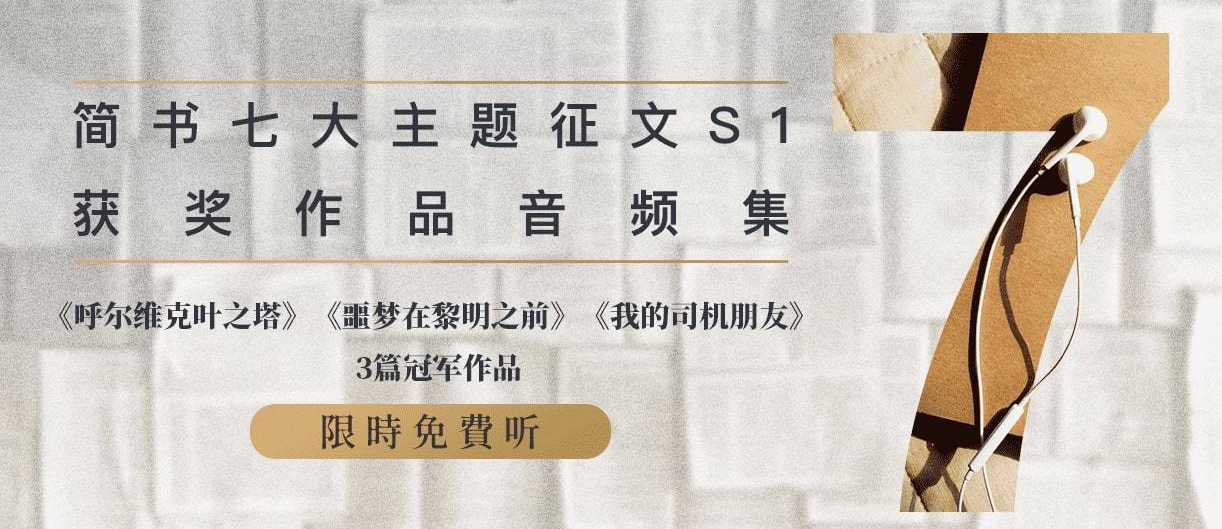 简书七大主题征文S1
获奖作品音频集
《呼尔维克叶之塔》《噩梦在黎明之前》《我的司机朋友》
3篇冠军作品
限時免費听
7